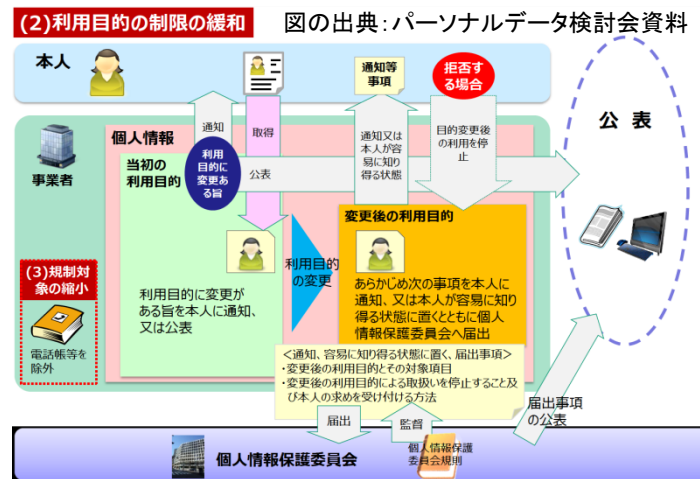 (2)利用目的の制限の緩和
図の出典：パーソナルデータ検討会資料
本人
通知等
事項
拒否す
る場合
公 表
事業者
個人情報
通知
取得
当初の
利用目的
利用
目的に
変更あ
る旨
公表
通知又は
本人が容
易に知り
得る状態
目的変更後
の利用を停
止
変更後の利用目的
利用目的
の変更
利用目的に変更が
ある旨を本人に通知、
又は公表
あらかじめ次の事項を本人に
通知、又は本人が容易に知り
得る状態に置くとともに個人
情報保護委員会へ届出
(3)規制対
象の縮小
電話帳等を
除外
＜通知、容易に知り得る状態に置く、届出事項＞
・変更後の利用目的とその対象項目
・変更後の利用目的による取扱いを停止すること及
び本人の求めを受け付ける方法
届出
監督
届出事項
の公表
個人情報保護委員会
個人情報保護
委員会規則